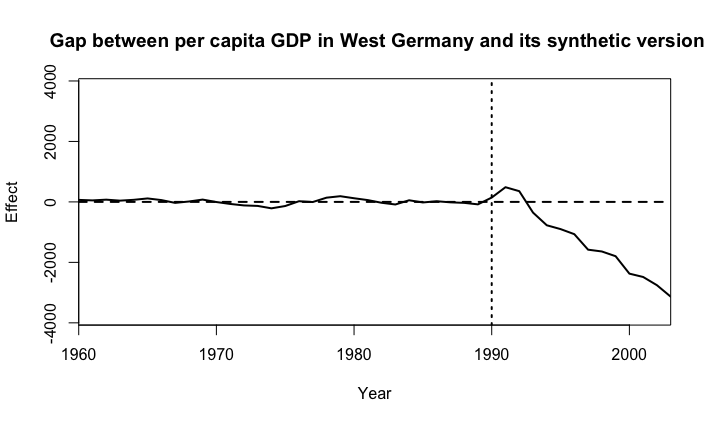 Gap between per capita GDP in West Germany and its synthetic version
4000
2000
0
-2000
-4000
Effect
1960 1970 1980 1990 2000
Year